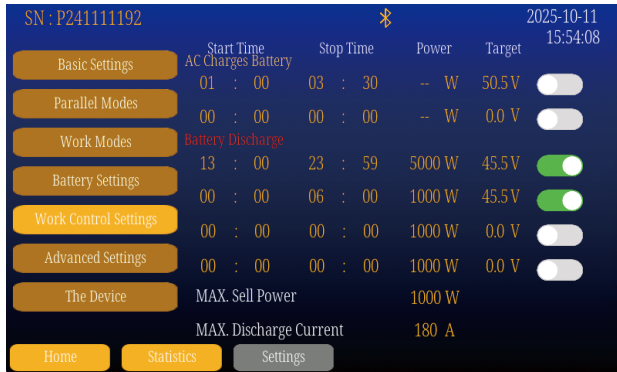 SN : P241111192 2025-10-11
15:54:08
Start Time Stop Time Power Target
Basic Settings AC Charges Battery
01 : 00 03 : 30 -- W 50.5 V
Parallel Modes
00 : 00 00 : 00 -- W 0.0 V
Work Modes Battery Discharge
13 : 00 23 : 59 5000 W 45.5 V
Battery Settings
00 : 00 06 : 00 1000 W 45.5 V
Work Control Settings
00 : 00 00 : 00 1000 W 0.0 V
Advanced Settings
00 : 00 00 : 00 1000 W 0.0 V
The Device MAX. Sell Power 1000 W
MAX. Discharge Current 180 A
Home Statistics Settings